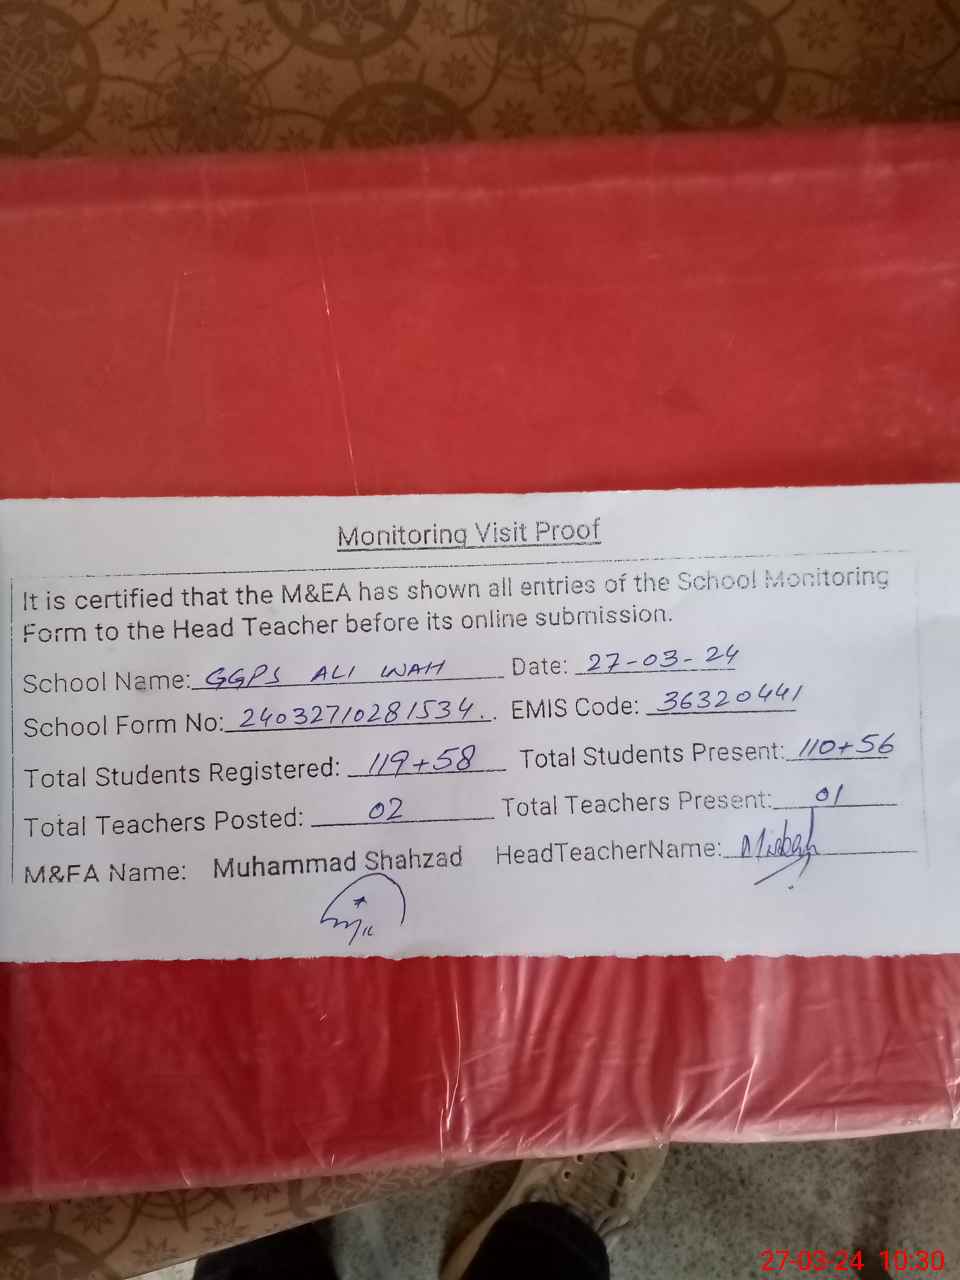 Monitoring Visit Proof
It is certified that the M&EA has shown all entries of the School Monitoring
Form to the Head Teacher before its online submission.
School Name: GGPS ALI WAH Date: 27-03-24
School Form No: 24032710281534. EMIS Code: 36320441
Total Students Registered: 119+58 Total Students Present: 110+56
Total Teachers Posted: 02 Total Teachers Present: 01
M&EA Name: Muhammad Shahzad HeadTeacherName: Misbah
27-03-24 10:30